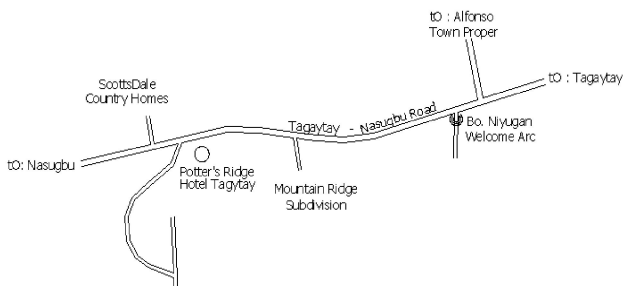 tO : Alfonso
Town Proper
tO : Tagaytay
ScottsDale
Country Homes
Tagaytay - Nasugbu Road
Bo. Niyugan
Welcome Arc
tO: Nasugbu
Potter's Ridge
Hotel Tagytay
Mountain Ridge
Subdivision